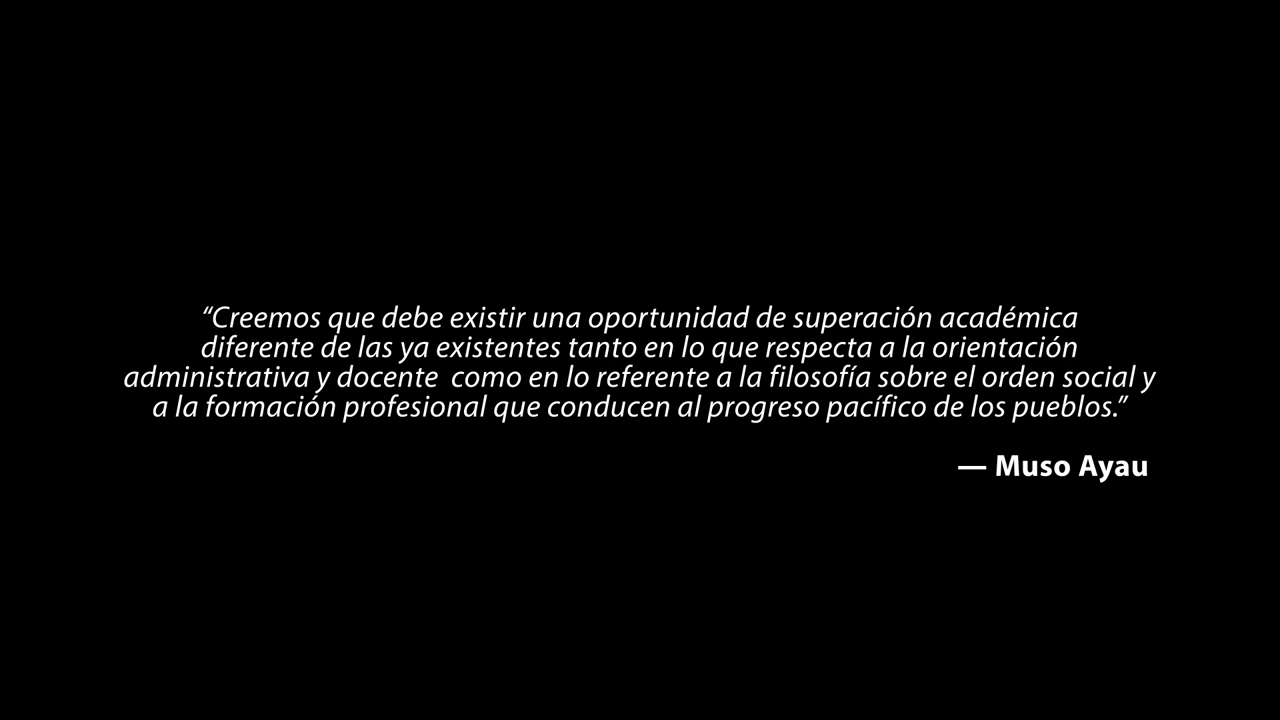 “Creemos que debe existir una oportunidad de superación académica
diferente de las ya existentes tanto en lo que respecta a la orientación
administrativa y docente  como en lo referente a la filosofía sobre el orden social y
a la formación profesional que conducen al progreso pacífico de los pueblos.”
— Muso Ayau